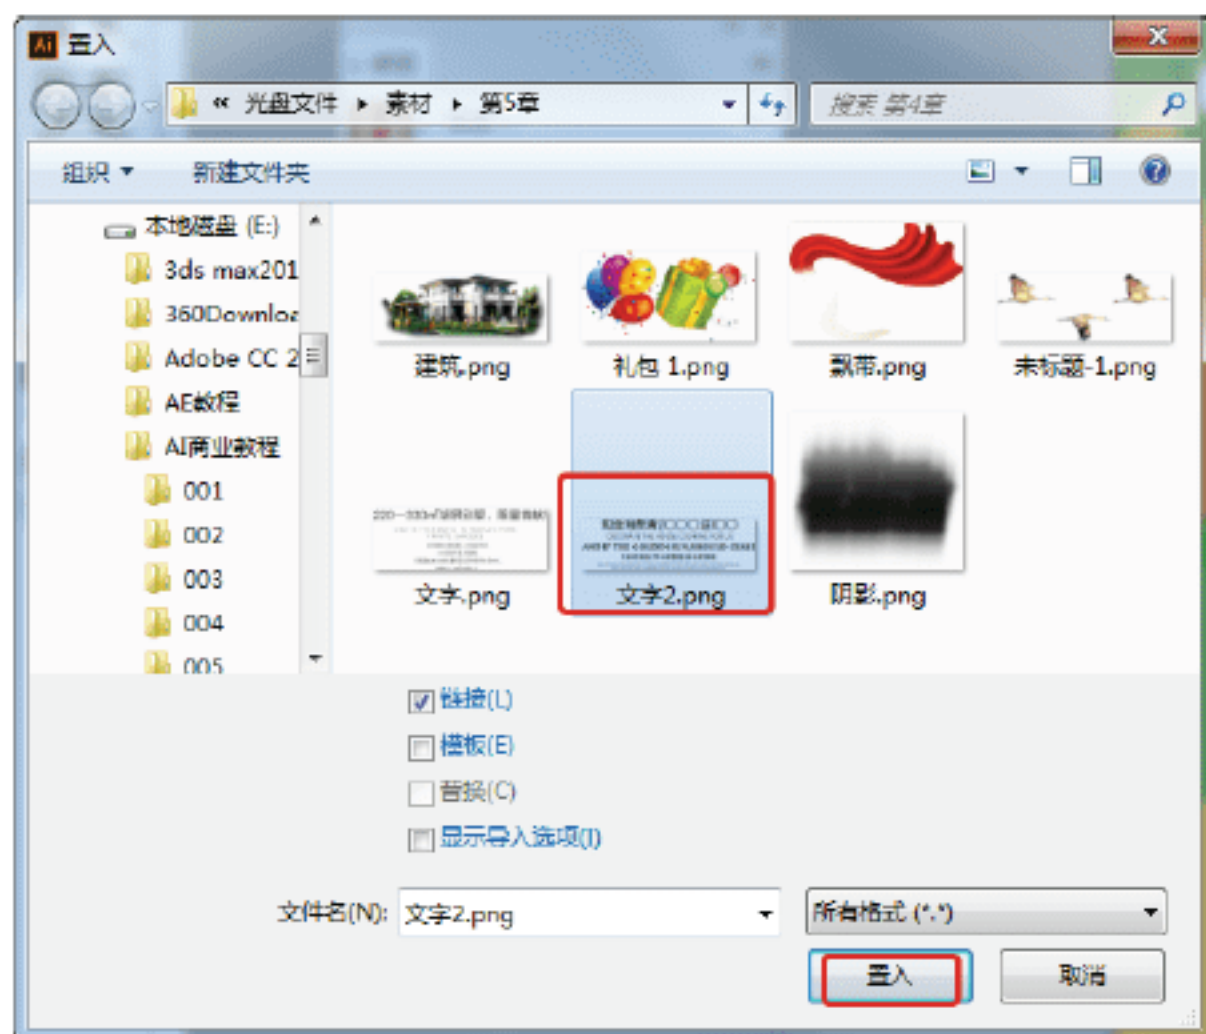 Ai 置入
« 光盘文件 ▸ 素材 ▸ 第5章
搜索 第4章
组织
新建文件夹
本地磁盘 (E:)
3ds max201
360Downloa
Adobe CC 2
AE教程
AI商业教程
001
002
003
004
005
建筑.png
礼包 1.png
飘带.png
未标题-1.png
文字.png
文字2.png
阴影.png
链接(L)
模板(E)
替换(C)
显示导入选项(I)
文件名(N):
文字2.png
所有格式 (*.*)
置入
取消